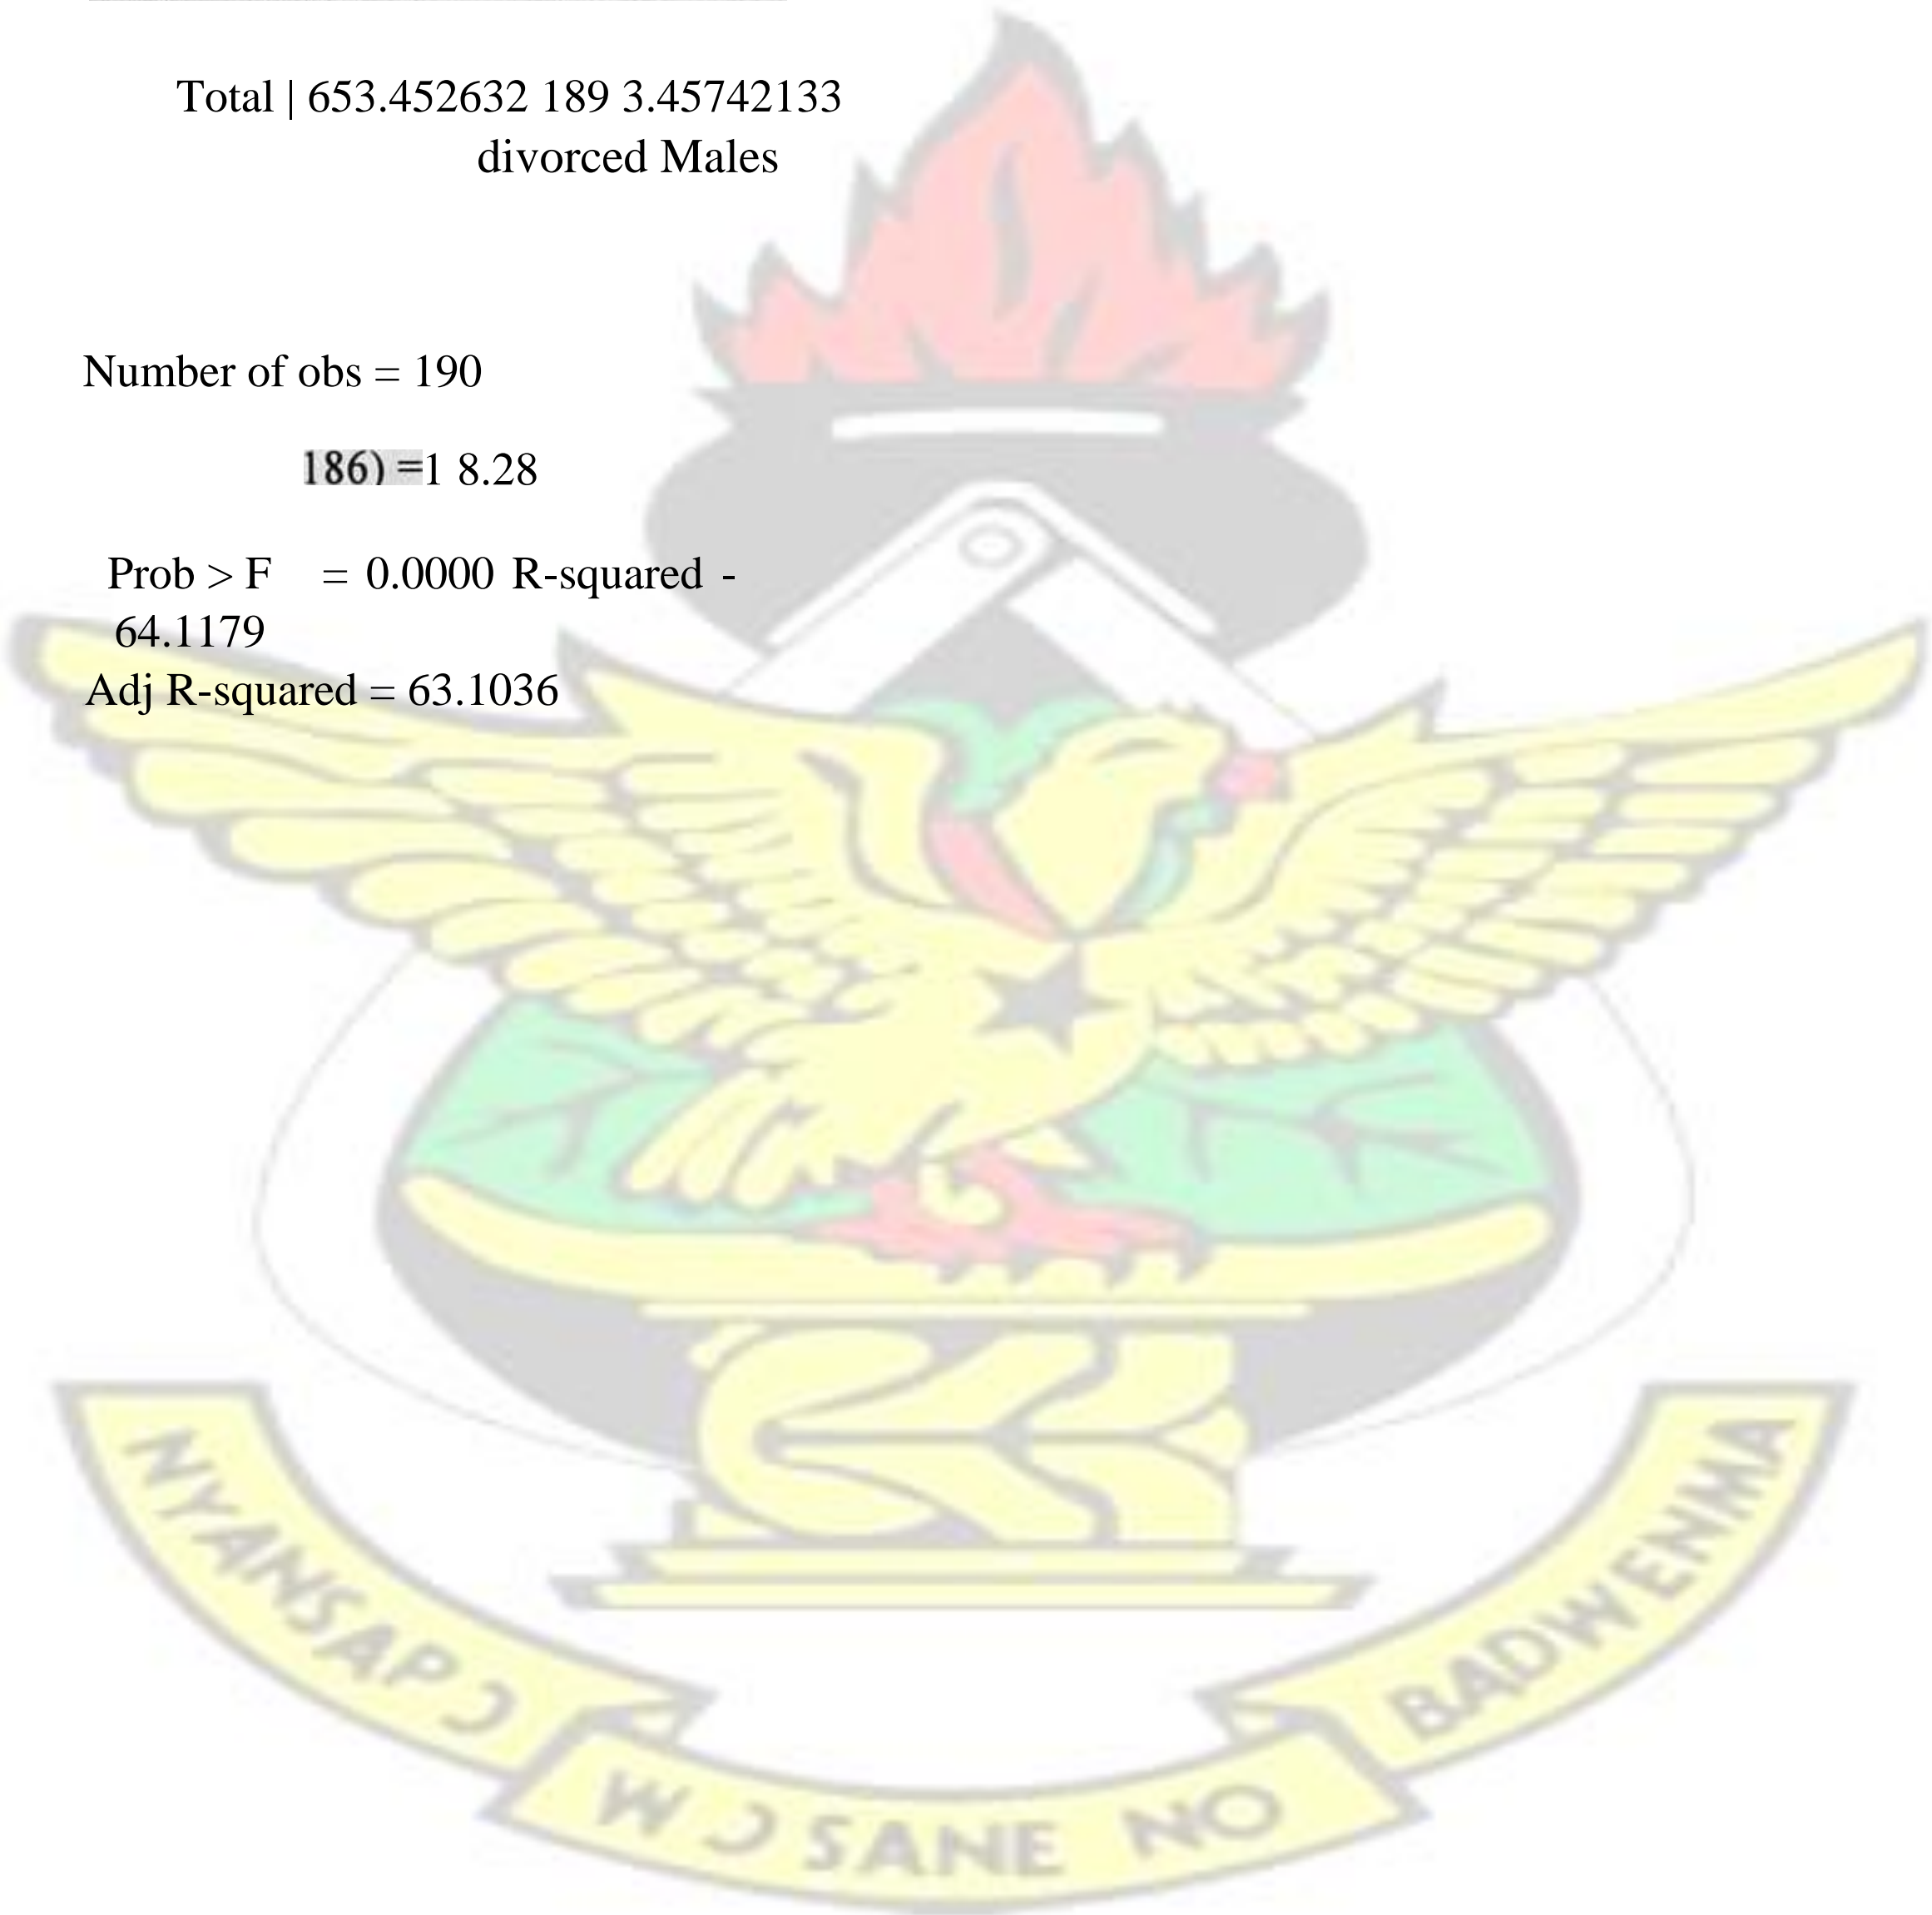 Total | 653.452632 189 3.45742133
divorced Males
Number of obs = 190
186) =1 8.28
Prob > F = 0.0000 R-squared -
64.1179
Adj R-squared = 63.1036
NYANSAPƆ
WƆ SANE NO
BADWENMA